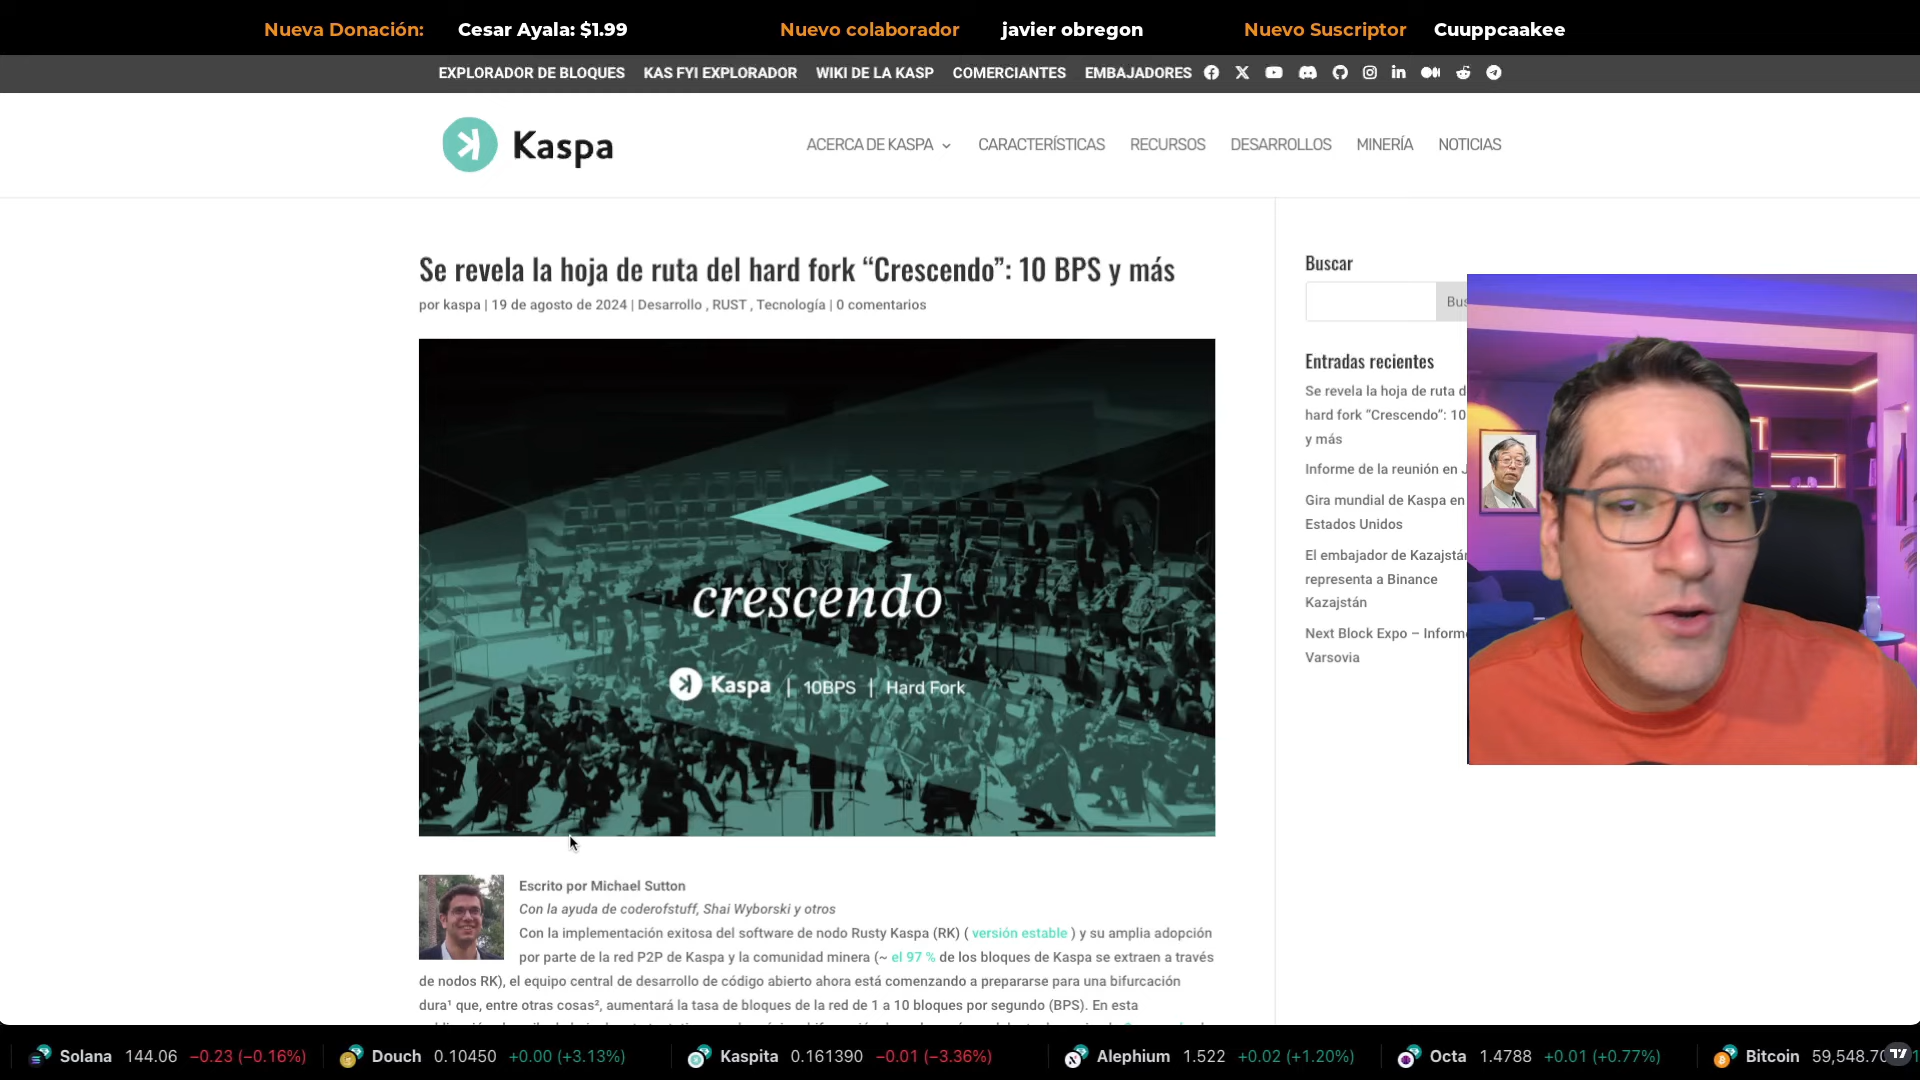 Nueva Donación: Cesar Ayala: $1.99 Nuevo colaborador javier obregon Nuevo Suscriptor Cuuppcaakee
EXPLORADOR DE BLOQUES KAS FYI EXPLORADOR WIKI DE LA KASP COMERCIANTES EMBAJADORES
Kaspa
ACERCA DE KASPA CARACTERÍSTICAS RECURSOS DESARROLLOS MINERÍA NOTICIAS
Se revela la hoja de ruta del hard fork “Crescendo”: 10 BPS y más
por kaspa | 19 de agosto de 2024 | Desarrollo , RUST , Tecnología | 0 comentarios
crescendo
Kaspa | 10BPS | Hard Fork
Escrito por Michael Sutton
Con la ayuda de coderofstuff, Shai Wyborski y otros
Con la implementación exitosa del software de nodo Rusty Kaspa (RK) ( versión estable ) y su amplia adopción
por parte de la red P2P de Kaspa y la comunidad minera (~ el 97 % de los bloques de Kaspa se extraen a través
de nodos RK), el equipo central de desarrollo de código abierto ahora está comenzando a prepararse para una bifurcación
dura¹ que, entre otras cosas², aumentará la tasa de bloques de la red de 1 a 10 bloques por segundo (BPS). En esta
Buscar
Bus
Entradas recientes
Se revela la hoja de ruta d
hard fork “Crescendo”: 10
y más
Informe de la reunión en J
Gira mundial de Kaspa en
Estados Unidos
El embajador de Kazajstán
representa a Binance
Kazajstán
Next Block Expo – Inform
Varsovia
Solana 144.06 −0.23 (−0.16%) Douch 0.10450 +0.00 (+3.13%) Kaspita 0.161390 −0.01 (−3.36%) Alephium 1.522 +0.02 (+1.20%) Octa 1.4788 +0.01 (+0.77%) Bitcoin 59,548.70